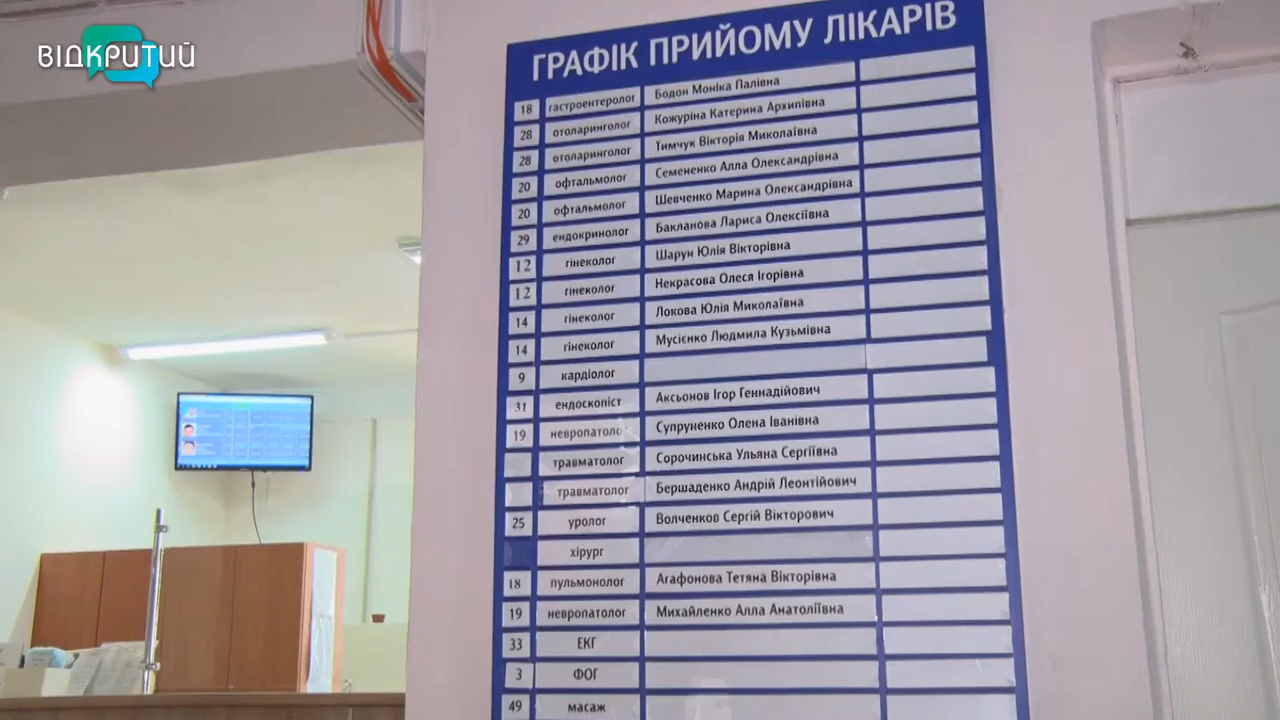 ВІДКРИТИЙ
ГРАФІК ПРИЙОМУ ЛІКАРІВ
18 гастроентеролог Бодон Моніка Палівна
28 отоларинголог Кожуріна Катерина Архипівна
28 отоларинголог Тимчук Вікторія Миколаївна
20 офтальмолог Семененко Алла Олександрівна
20 офтальмолог Шевченко Марина Олександрівна
29 ендокринолог Бакланова Лариса Олексіївна
12 гінеколог Шарун Юлія Вікторівна
12 гінеколог Некрасова Олеся Ігорівна
14 гінеколог Локова Юлія Миколаївна
14 гінеколог Мусієнко Людмила Кузьмівна
9 кардіолог
31 ендоскопіст Аксьонов Ігор Геннадійович
19 невропатолог Супруненко Олена Іванівна
травматолог Сорочинська Ульяна Сергіївна
травматолог Бершаденко Андрій Леонтійович
25 уролог Волченков Сергій Вікторович
хірург
18 пульмонолог Агафонова Тетяна Вікторівна
19 невропатолог Михайленко Алла Анатоліївна
33 ЕКГ
3 ФОГ
49 масаж